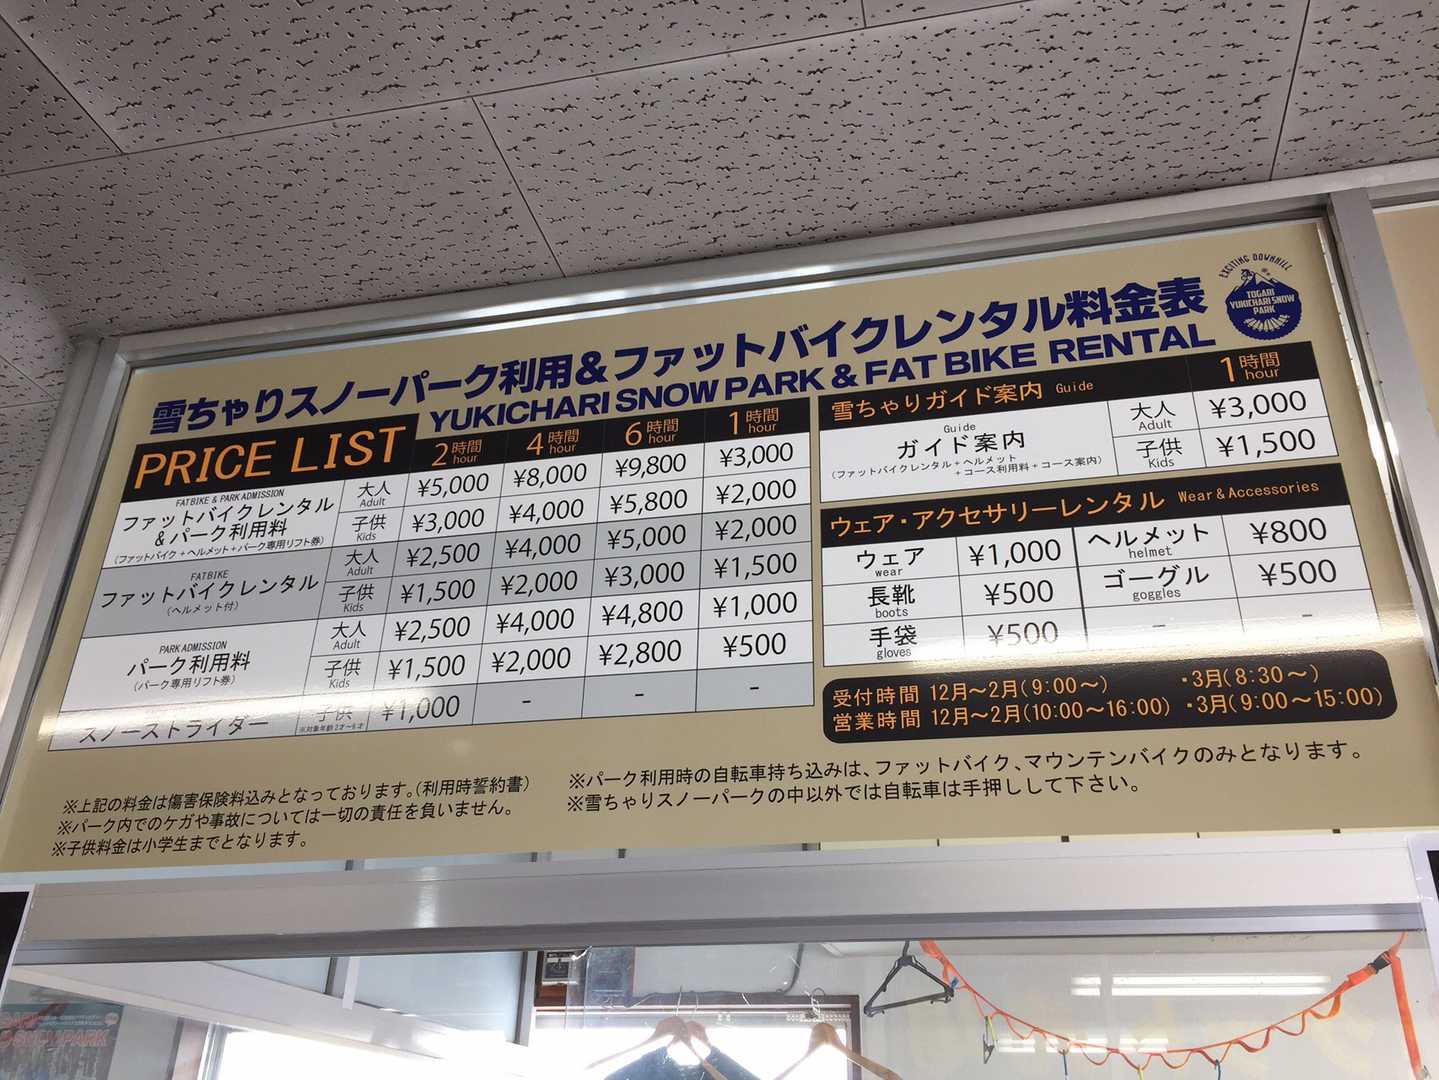 雪ちゃりスノーパーク利用&ファットバイクレンタル料金表
YUKICHARI SNOW PARK & FAT BIKE RENTAL
EXCITING DOWNHILL
TOGARI
YUKICHARI SNOW
PARK
PRICE LIST
2時間 hour 4時間 hour 6時間 hour 1時間 hour
FATBIKE & PARK ADMISSION
ファットバイクレンタル
&パーク利用料
(ファットバイク+ヘルメット+パーク専用リフト券)
大人 Adult ¥5,000 ¥8,000 ¥9,800 ¥3,000
子供 Kids ¥3,000 ¥4,000 ¥5,800 ¥2,000
FATBIKE
ファットバイクレンタル
(ヘルメット付)
大人 Adult ¥2,500 ¥4,000 ¥5,000 ¥2,000
子供 Kids ¥1,500 ¥2,000 ¥3,000 ¥1,500
PARK ADMISSION
パーク利用料
(パーク専用リフト券)
大人 Adult ¥2,500 ¥4,000 ¥4,800 ¥1,000
子供 Kids ¥1,500 ¥2,000 ¥2,800 ¥500
スノーストライダー 子供 ¥1,000 - - -
※対象年齢2才~6才
雪ちゃりガイド案内 Guide 1時間 hour
Guide
ガイド案内
(ファットバイクレンタル+ヘルメット
+コース利用料+コース案内)
大人 Adult ¥3,000
子供 Kids ¥1,500
ウェア・アクセサリーレンタル Wear&Accessories
ウェア wear ¥1,000 ヘルメット helmet ¥800
長靴 boots ¥500 ゴーグル goggles ¥500
手袋 gloves ¥500 - -
受付時間 12月~2月(9:00~) ・3月(8:30~)
営業時間 12月~2月(10:00~16:00) ・3月(9:00~15:00)
※上記の料金は傷害保険料込みとなっております。(利用時誓約書)
※パーク内でのケガや事故については一切の責任を負いません。
※子供料金は小学生までとなります。
※パーク利用時の自転車持ち込みは、ファットバイク、マウンテンバイクのみとなります。
※雪ちゃりスノーパークの中以外では自転車は手押しして下さい。